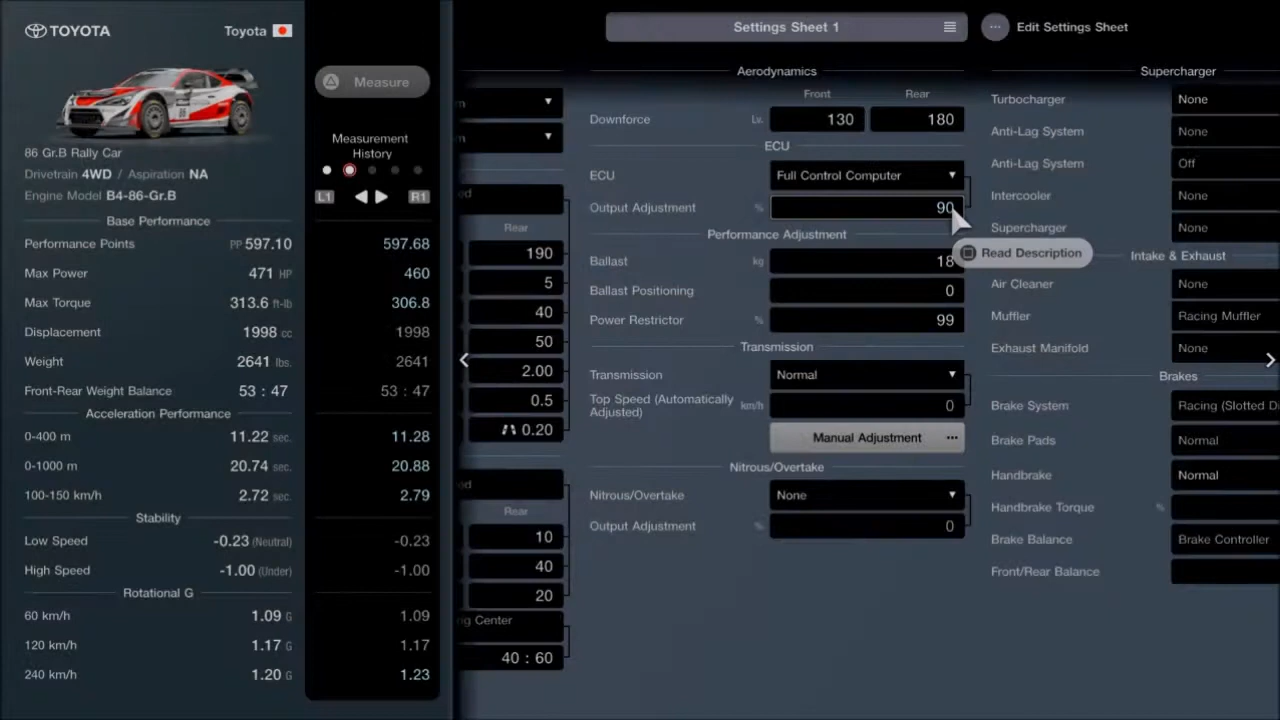 TOYOTA
Toyota
86 Gr.B Rally Car
Drivetrain 4WD / Aspiration NA
Engine Model B4-86-Gr.B
Base Performance
Performance Points PP 597.10
Max Power 471 HP
Max Torque 313.6 ft-lb
Displacement 1998 cc
Weight 2641 lbs.
Front-Rear Weight Balance 53 : 47
Acceleration Performance
0-400 m 11.22 sec.
0-1000 m 20.74 sec.
100-150 km/h 2.72 sec.
Stability
Low Speed -0.23 (Neutral)
High Speed -1.00 (Under)
Rotational G
60 km/h 1.09 G
120 km/h 1.17 G
240 km/h 1.20 G
Measure
Measurement
History
L1 R1
597.68
460
306.8
1998
2641
53 : 47
11.28
20.88
2.79
-0.23
-1.00
1.09
1.17
1.23
Settings Sheet 1
Edit Settings Sheet
m
m
ed
Rear
190
5
40
50
2.00
0.5
0.20
ed
Rear
10
40
20
ng Center
40 : 60
Aerodynamics
Front Rear
Downforce Lv. 130 180
ECU
ECU Full Control Computer
Output Adjustment % 90
Performance Adjustment
Ballast kg 18
Ballast Positioning 0
Power Restrictor % 99
Transmission
Transmission Normal
Top Speed (Automatically
Adjusted) km/h 0
Manual Adjustment
Nitrous/Overtake
Nitrous/Overtake None
Output Adjustment % 0
Read Description
Supercharger
Turbocharger None
Anti-Lag System None
Anti-Lag System Off
Intercooler None
Supercharger None
Intake & Exhaust
Air Cleaner None
Muffler Racing Muffler
Exhaust Manifold None
Brakes
Brake System Racing (Slotted Di
Brake Pads Normal
Handbrake Normal
Handbrake Torque %
Brake Balance Brake Controller
Front/Rear Balance